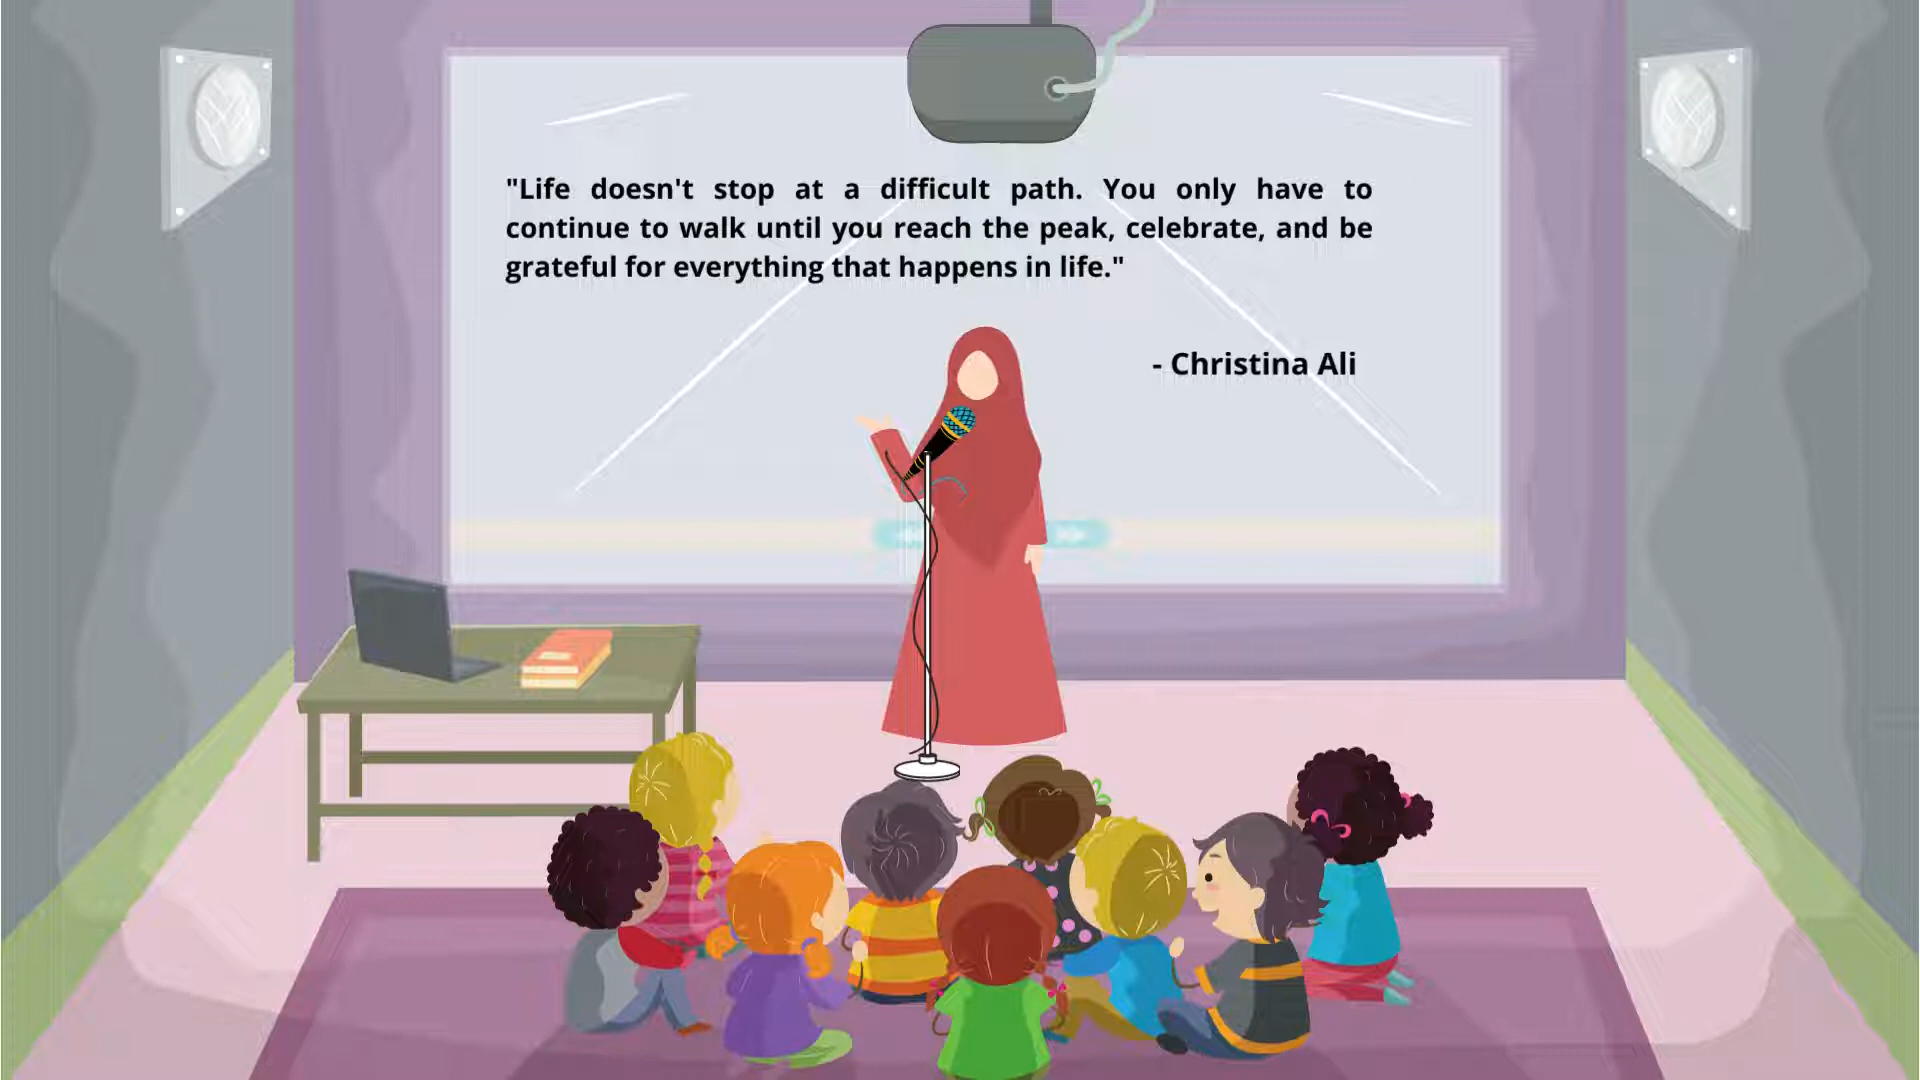 "Life doesn't stop at a difficult path. You only have to
continue to walk until you reach the peak, celebrate, and be
grateful for everything that happens in life."
- Christina Ali